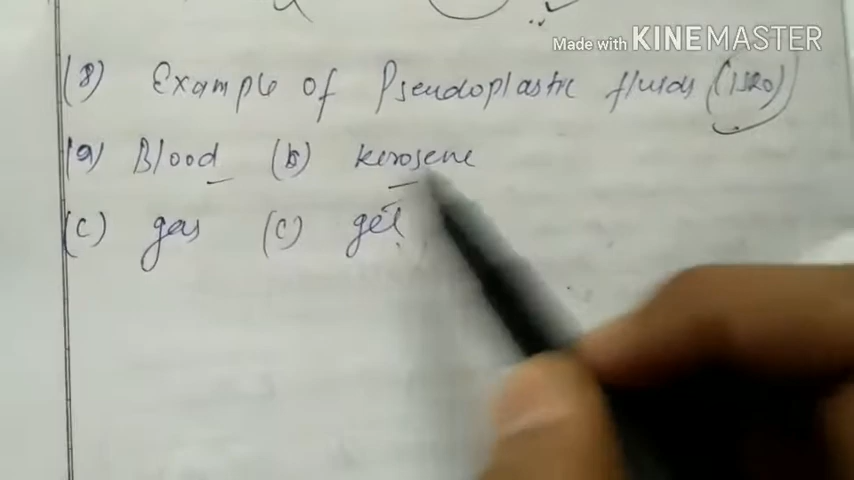 Made with KINEMASTER
(8) Example of Pseudoplastic fluids (ISRO)
(a) Blood (b) kerosene
(c) gas (c) gel